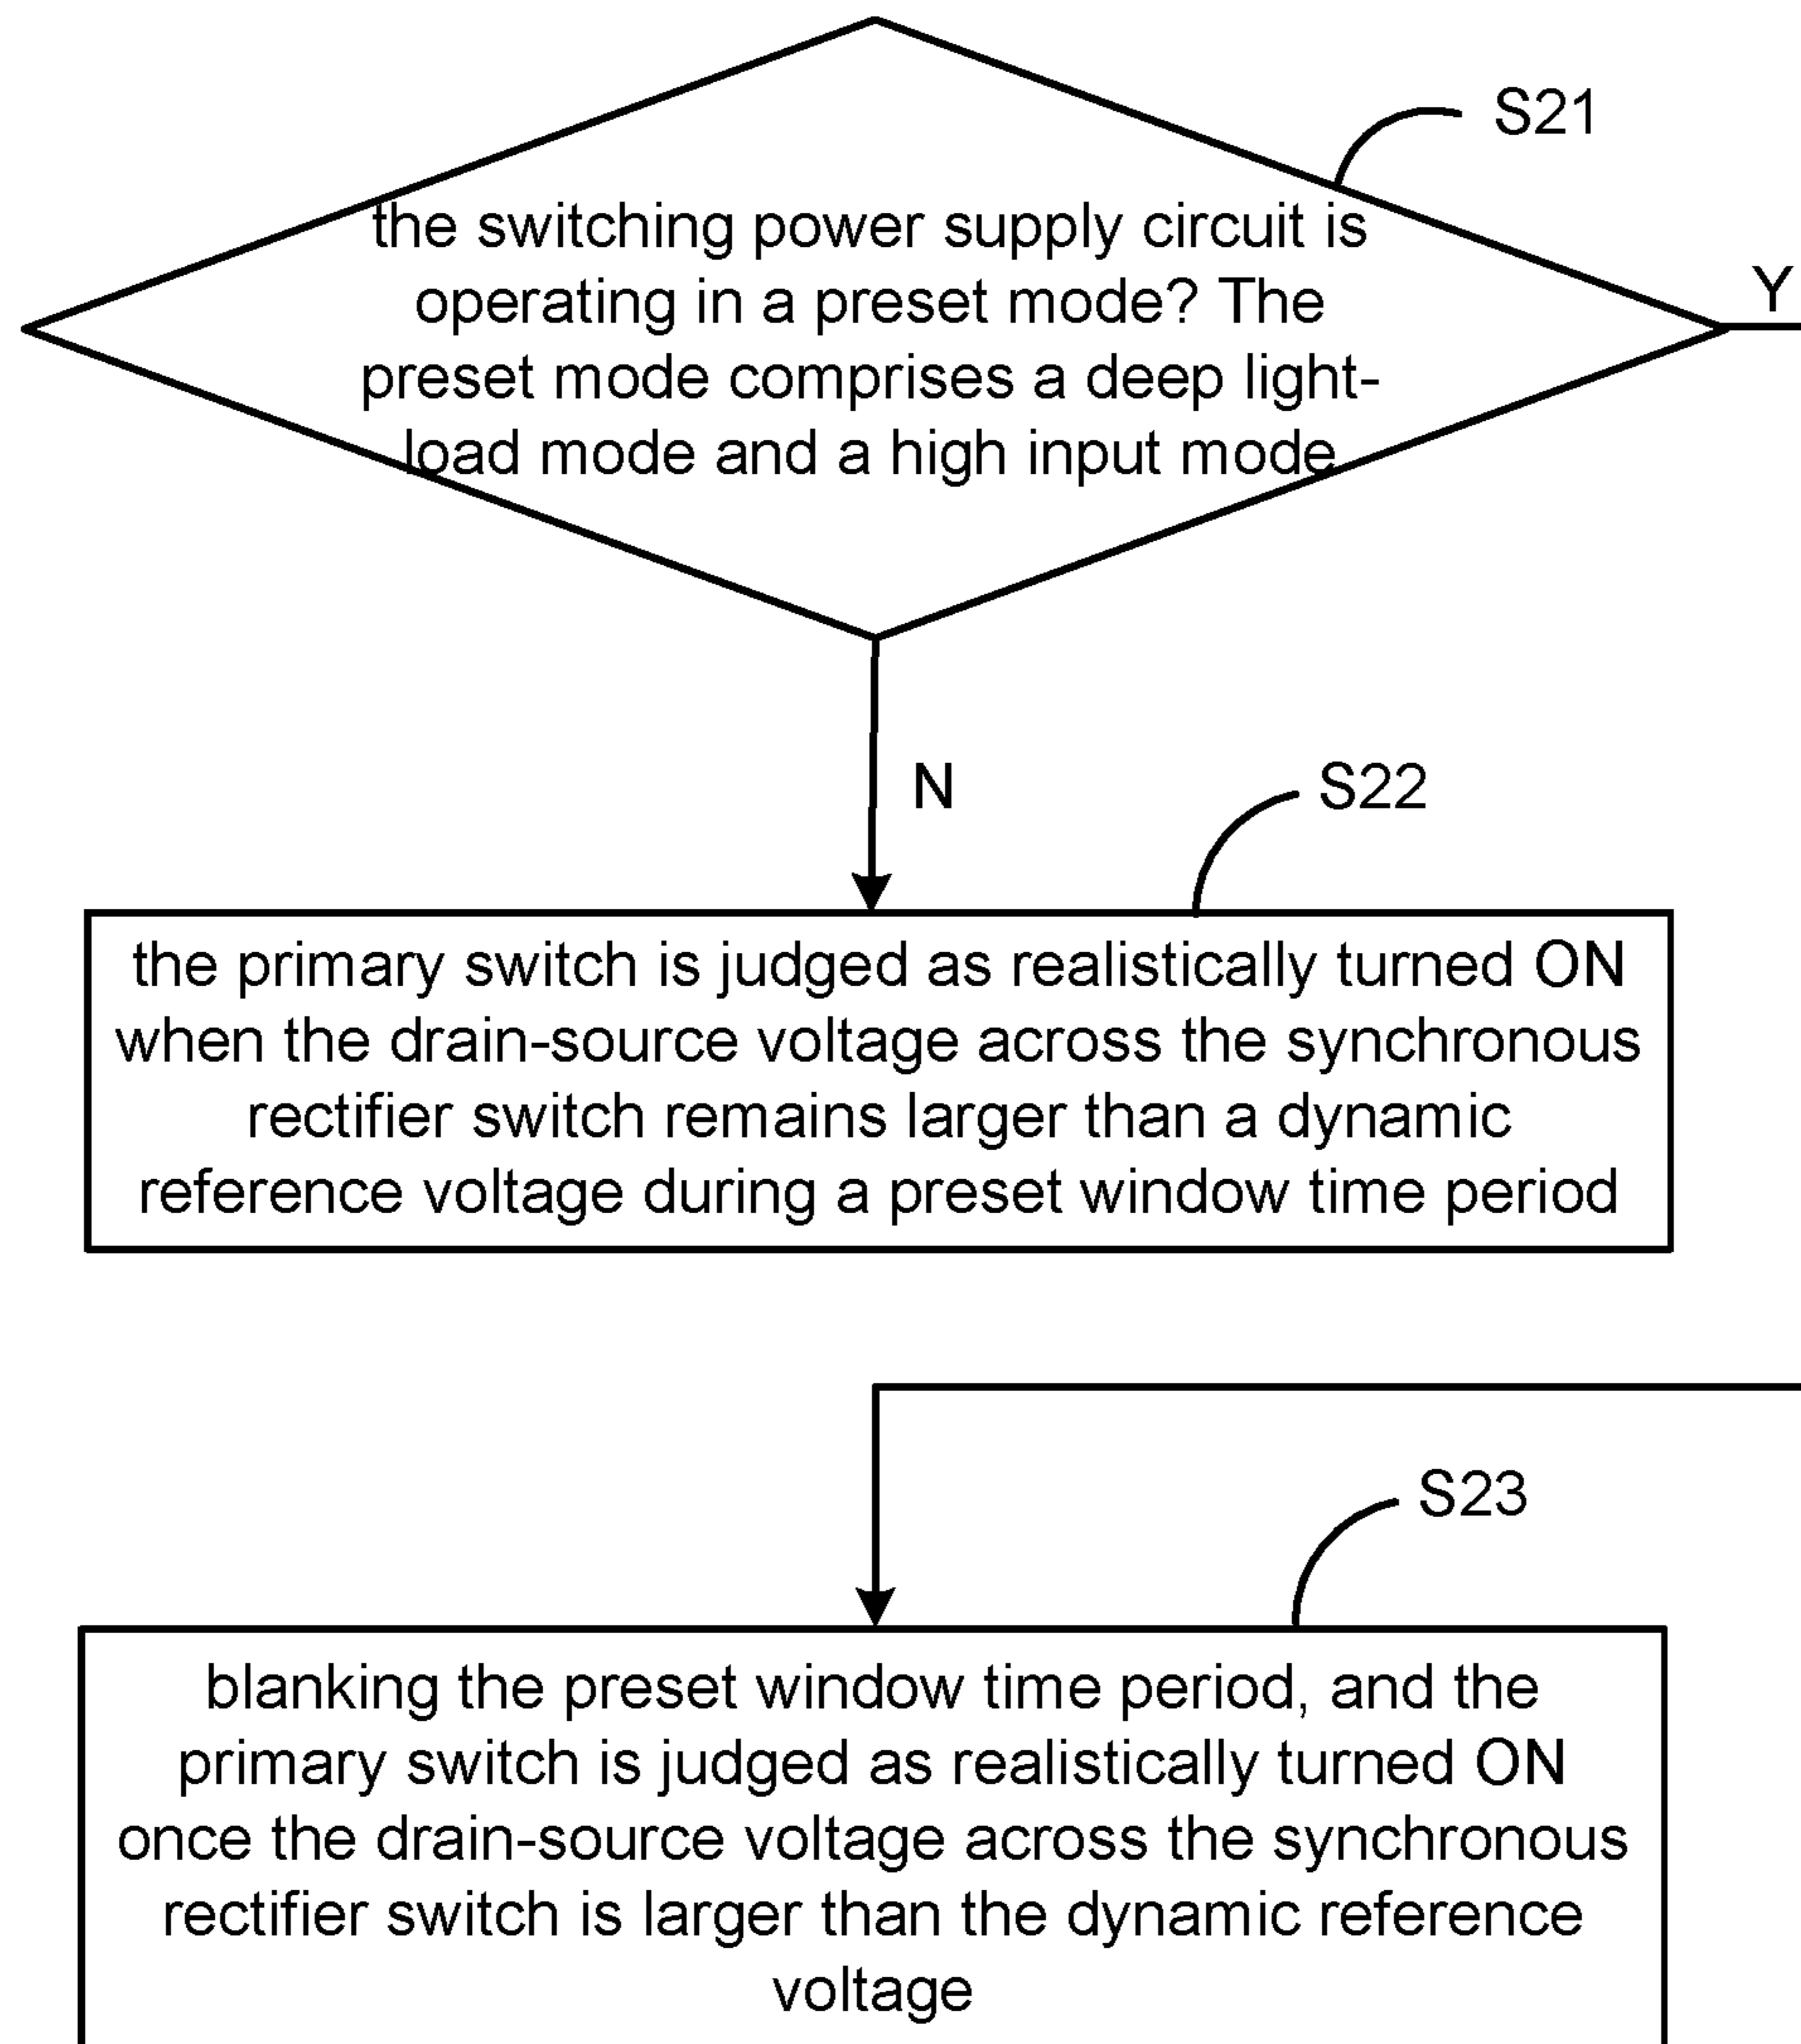 S21
the switching power supply circuit is
operating in a preset mode? The
preset mode comprises a deep light-
load mode and a high input mode
Y
N
S22
the primary switch is judged as realistically turned ON
when the drain-source voltage across the synchronous
rectifier switch remains larger than a dynamic
reference voltage during a preset window time period
S23
blanking the preset window time period, and the
primary switch is judged as realistically turned ON
once the drain-source voltage across the synchronous
rectifier switch is larger than the dynamic reference
voltage